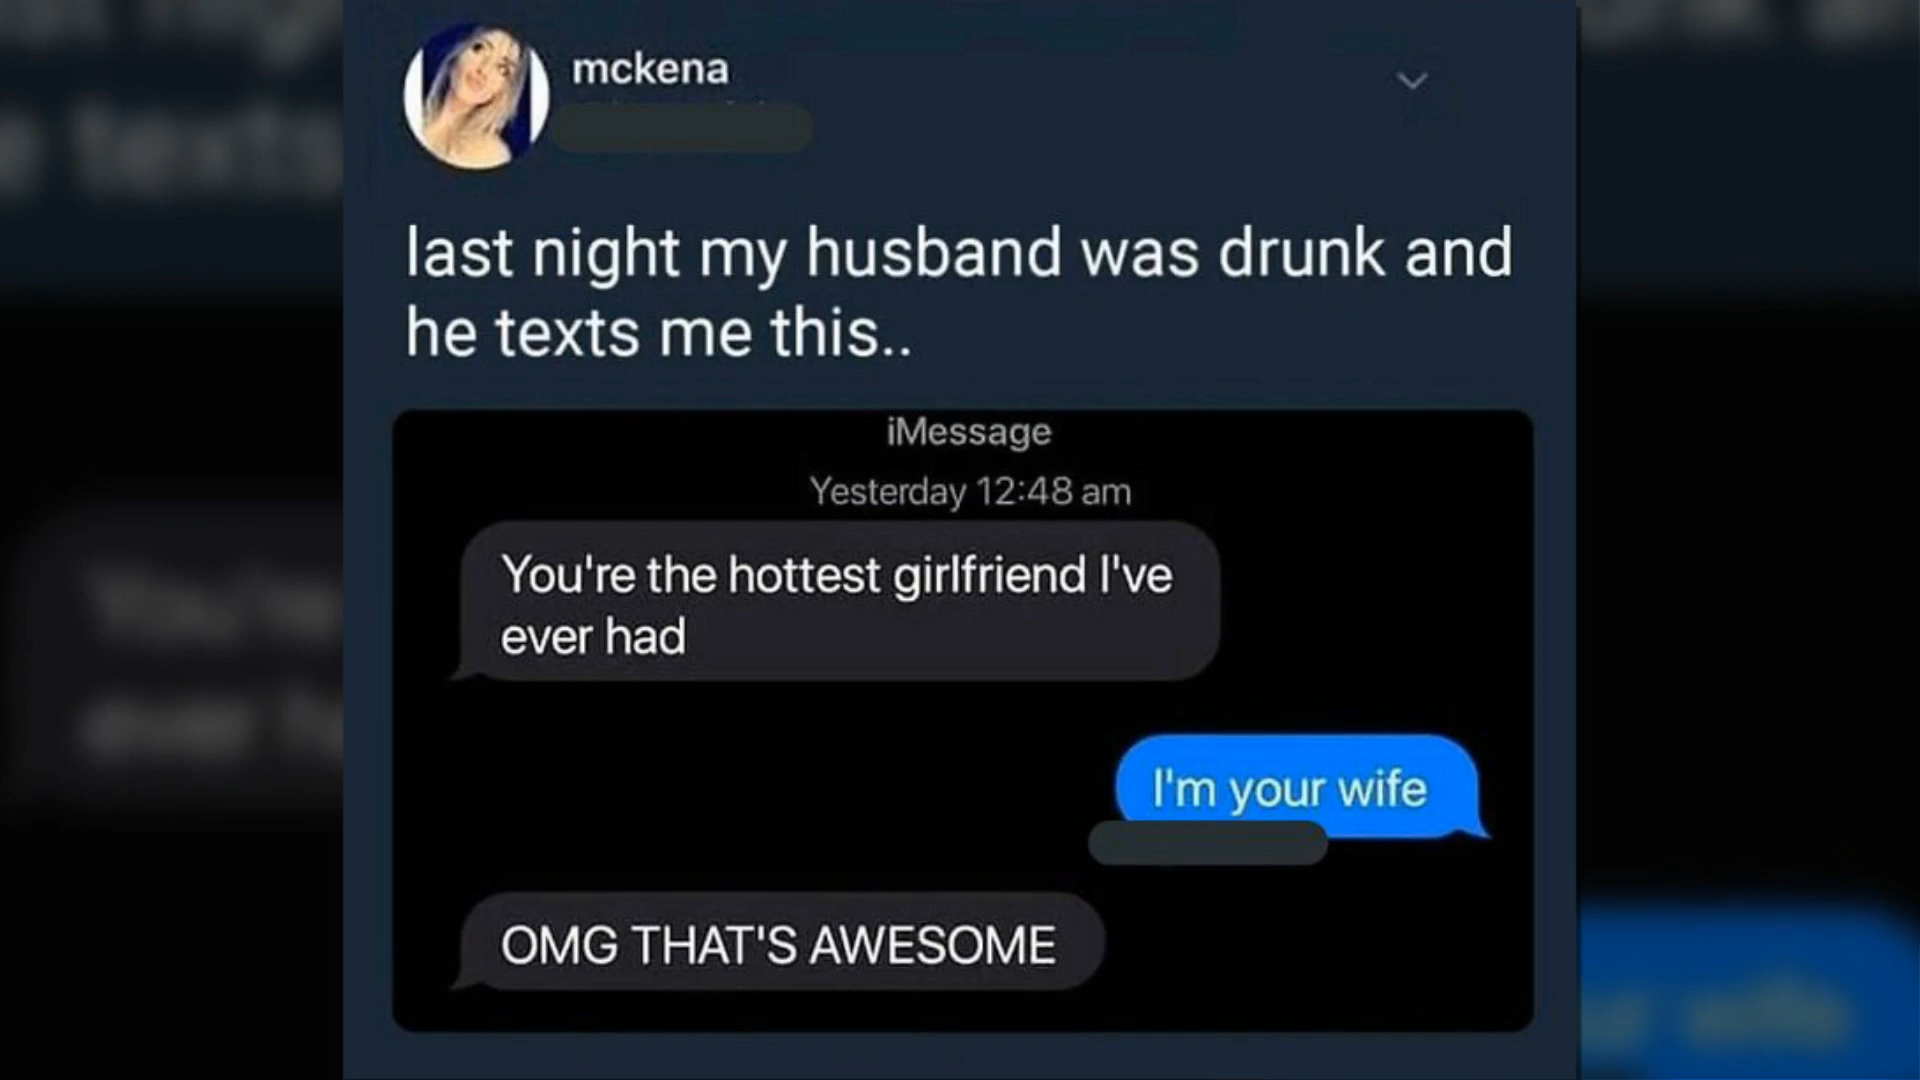 mckena
last night my husband was drunk and
he texts me this..
iMessage
Yesterday 12:48 am
You're the hottest girlfriend I've
ever had
I'm your wife
OMG THAT'S AWESOME